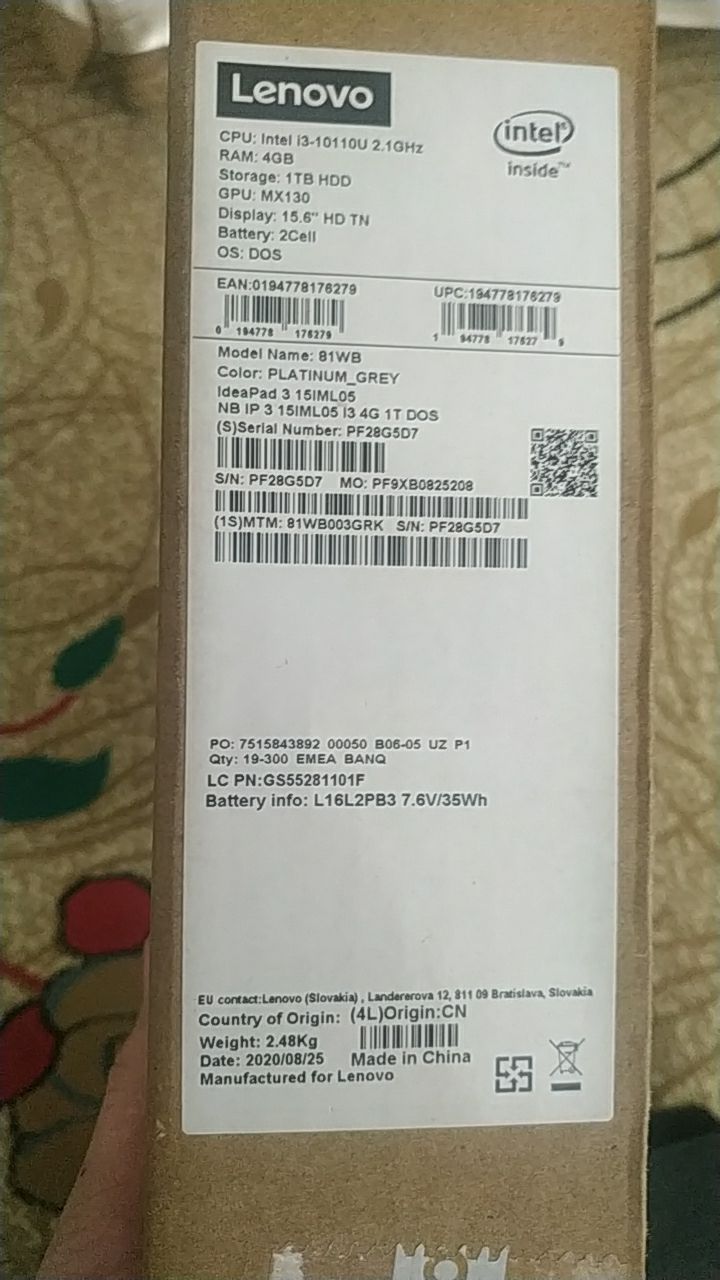 Lenovo
intel
inside™
CPU: Intel i3-10110U 2.1GHz
RAM: 4GB
Storage: 1TB HDD
GPU: MX130
Display: 15.6" HD TN
Battery: 2Cell
OS: DOS
EAN:0194778176279
UPC:194778176279
0 194778 176279
1 94778 17627 9
Model Name: 81WB
Color: PLATINUM_GREY
IdeaPad 3 15IML05
NB IP 3 15IML05 I3 4G 1T DOS
(S)Serial Number: PF28G5D7
S/N: PF28G5D7 MO: PF9XB0825208
(1S)MTM: 81WB003GRK S/N: PF28G5D7
PO: 7515843892 00050 B06-05 UZ P1
Qty: 19-300 EMEA BANQ
LC PN:GS55281101F
Battery info: L16L2PB3 7.6V/35Wh
EU contact:Lenovo (Slovakia) , Landererova 12, 811 09 Bratislava, Slovakia
Country of Origin: (4L)Origin:CN
Weight: 2.48Kg
Date: 2020/08/25 Made in China
Manufactured for Lenovo